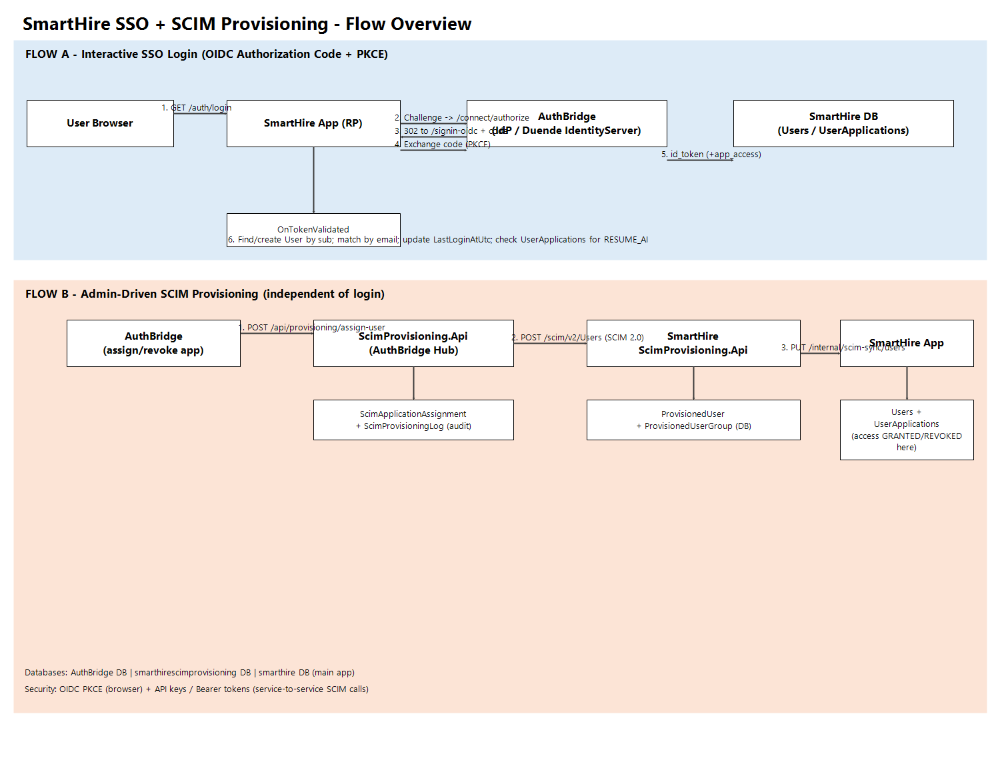 SmartHire SSO + SCIM Provisioning - Flow Overview
FLOW A - Interactive SSO Login (OIDC Authorization Code + PKCE)
User Browser
1. GET /auth/login
SmartHire App (RP)
2. Challenge -> /connect/authorize
3. 302 to /signin-oidc + code
4. Exchange code (PKCE)
AuthBridge
(IdP / Duende IdentityServer)
5. id_token (+app_access)
SmartHire DB
(Users / UserApplications)
OnTokenValidated
6. Find/create User by sub; match by email; update LastLoginAtUtc; check UserApplications for RESUME_AI
FLOW B - Admin-Driven SCIM Provisioning (independent of login)
AuthBridge
(assign/revoke app)
1. POST /api/provisioning/assign-user
ScimProvisioning.Api
(AuthBridge Hub)
2. POST /scim/v2/Users (SCIM 2.0)
SmartHire
ScimProvisioning.Api
3. PUT /internal/scim-sync/users
SmartHire App
ScimApplicationAssignment
+ ScimProvisioningLog (audit)
ProvisionedUser
+ ProvisionedUserGroup (DB)
Users +
UserApplications
(access GRANTED/REVOKED
here)
Databases: AuthBridge DB | smarthirescimprovisioning DB | smarthire DB (main app)
Security: OIDC PKCE (browser) + API keys / Bearer tokens (service-to-service SCIM calls)